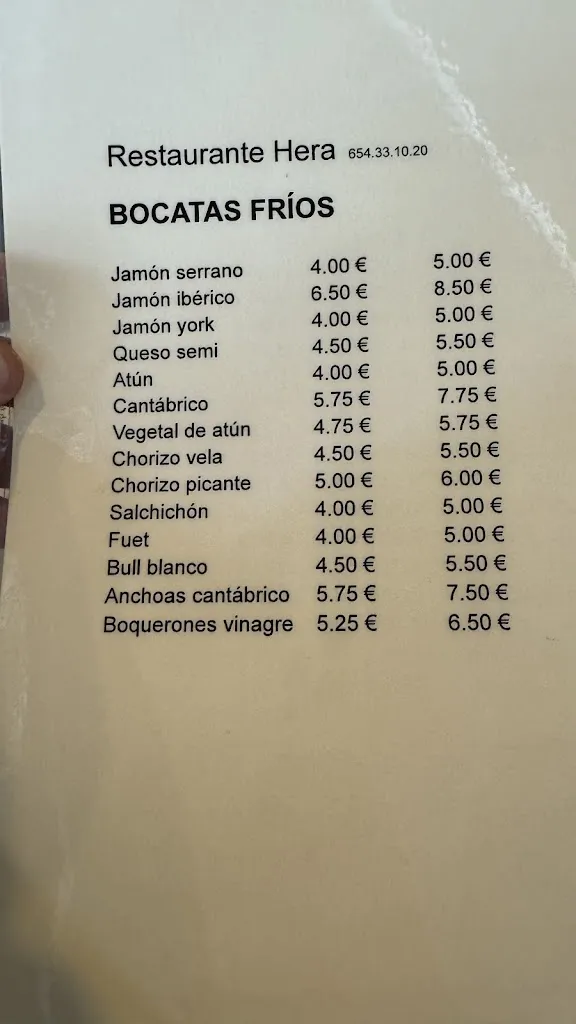 Restaurante Hera 654.33.10.20
BOCATAS FRÍOS
Jamón serrano 4.00 € 5.00 €
Jamón ibérico 6.50 € 8.50 €
Jamón york 4.00 € 5.00 €
Queso semi 4.50 € 5.50 €
Atún 4.00 € 5.00 €
Cantábrico 5.75 € 7.75 €
Vegetal de atún 4.75 € 5.75 €
Chorizo vela 4.50 € 5.50 €
Chorizo picante 5.00 € 6.00 €
Salchichón 4.00 € 5.00 €
Fuet 4.00 € 5.00 €
Bull blanco 4.50 € 5.50 €
Anchoas cantábrico 5.75 € 7.50 €
Boquerones vinagre 5.25 € 6.50 €